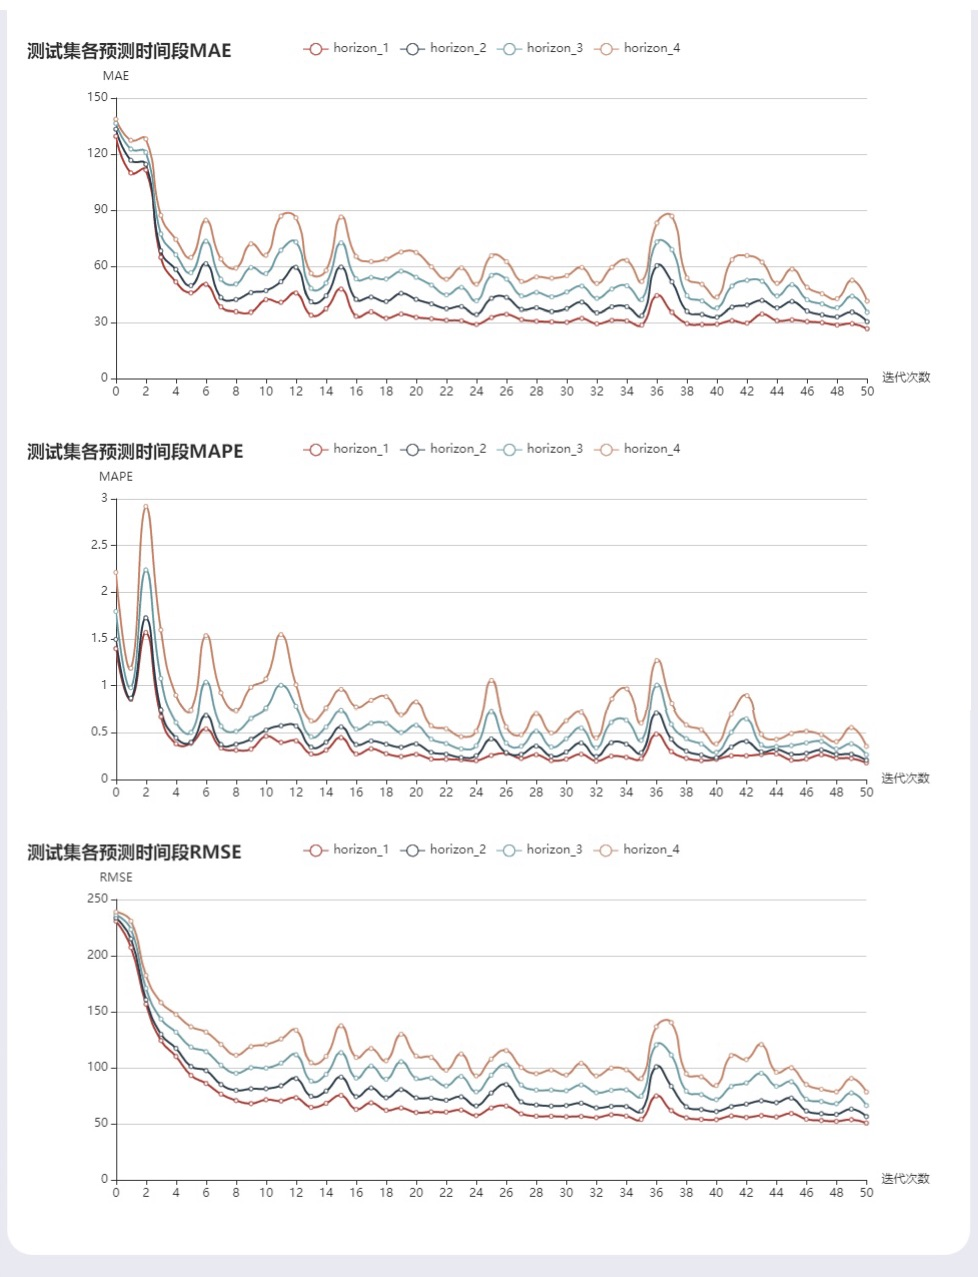 测试集各预测时间段MAE
horizon_1 horizon_2 horizon_3 horizon_4
MAE
150
120
90
60
30
0
0 2 4 6 8 10 12 14 16 18 20 22 24 26 28 30 32 34 36 38 40 42 44 46 48 50
迭代次数
测试集各预测时间段MAPE
horizon_1 horizon_2 horizon_3 horizon_4
MAPE
3
2.5
2
1.5
1
0.5
0
0 2 4 6 8 10 12 14 16 18 20 22 24 26 28 30 32 34 36 38 40 42 44 46 48 50
迭代次数
测试集各预测时间段RMSE
horizon_1 horizon_2 horizon_3 horizon_4
RMSE
250
200
150
100
50
0
0 2 4 6 8 10 12 14 16 18 20 22 24 26 28 30 32 34 36 38 40 42 44 46 48 50
迭代次数